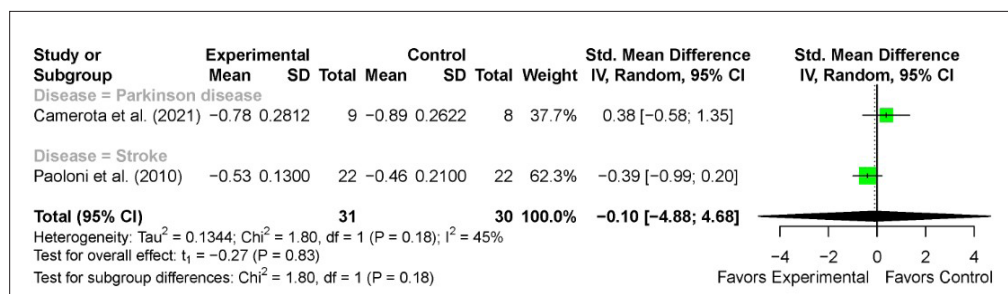 Study or Experimental Control Std. Mean Difference Std. Mean Difference
Subgroup Mean SD Total Mean SD Total Weight IV, Random, 95% CI IV, Random, 95% CI
Disease = Parkinson disease
Camerota et al. (2021) −0.78 0.2812 9 −0.89 0.2622 8 37.7% 0.38 [−0.58; 1.35]
Disease = Stroke
Paoloni et al. (2010) −0.53 0.1300 22 −0.46 0.2100 22 62.3% −0.39 [−0.99; 0.20]
Total (95% CI) 31 30 100.0% −0.10 [−4.88; 4.68]
Heterogeneity: Tau² = 0.1344; Chi² = 1.80, df = 1 (P = 0.18); I² = 45%
Test for overall effect: t₁ = −0.27 (P = 0.83)
Test for subgroup differences: Chi² = 1.80, df = 1 (P = 0.18)
−4 −2 0 2 4
Favors Experimental Favors Control